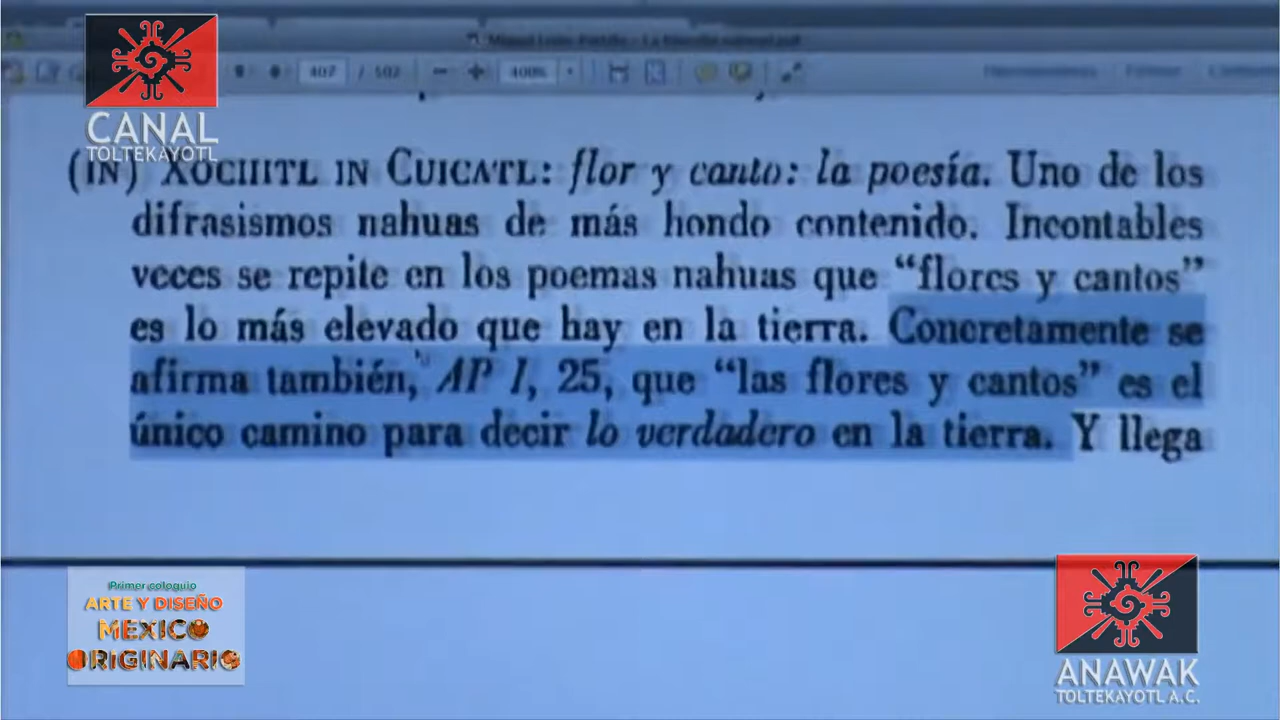 CANAL
TOLTEKAYOTL
407 / 502
400%
(IN) XOCHITL IN CUICATL: flor y canto: la poesía. Uno de los
difrasismos nahuas de más hondo contenido. Incontables
veces se repite en los poemas nahuas que “flores y cantos”
es lo más elevado que hay en la tierra. Concretamente se
afirma también, AP I, 25, que “las flores y cantos” es el
único camino para decir lo verdadero en la tierra. Y llega
Primer coloquio
ARTE Y DISEÑO
MEXICO
ORIGINARIO
ANAWAK
TOLTEKAYOTL A.C.